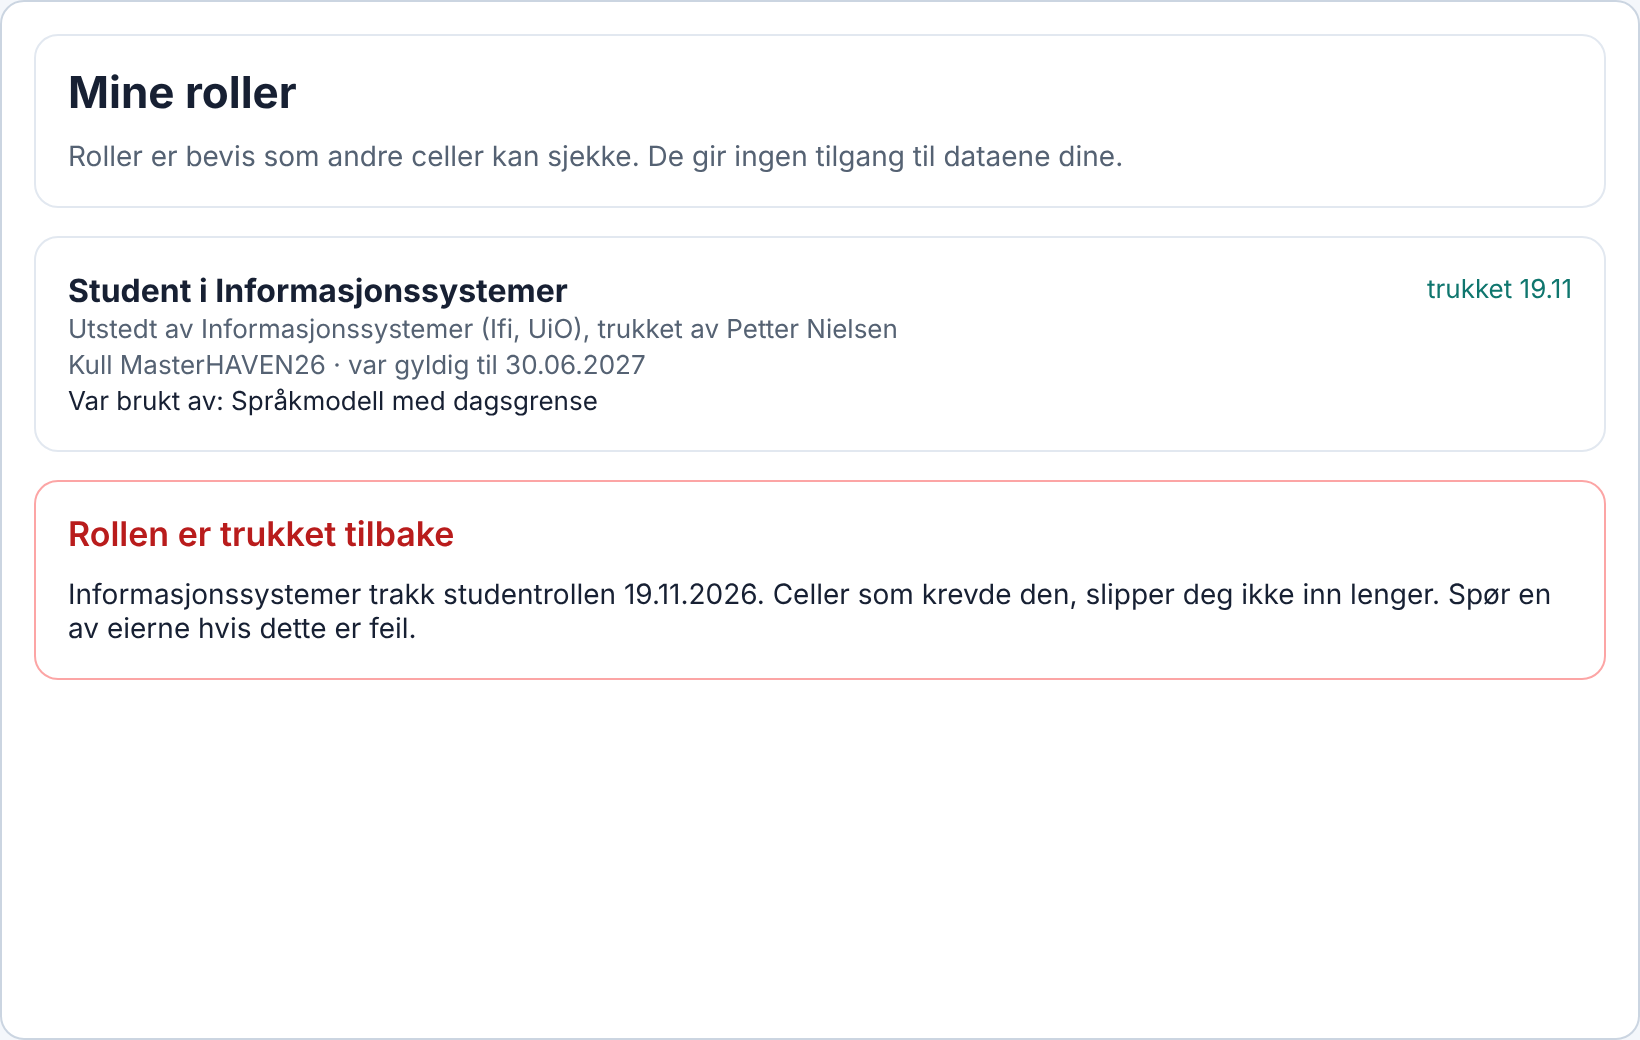 Mine roller
Roller er bevis som andre celler kan sjekke. De gir ingen tilgang til dataene dine.
Student i Informasjonssystemer
trukket 19.11
Utstedt av Informasjonssystemer (Ifi, UiO), trukket av Petter Nielsen
Kull MasterHAVEN26 · var gyldig til 30.06.2027
Var brukt av: Språkmodell med dagsgrense
Rollen er trukket tilbake
Informasjonssystemer trakk studentrollen 19.11.2026. Celler som krevde den, slipper deg ikke inn lenger. Spør en
av eierne hvis dette er feil.